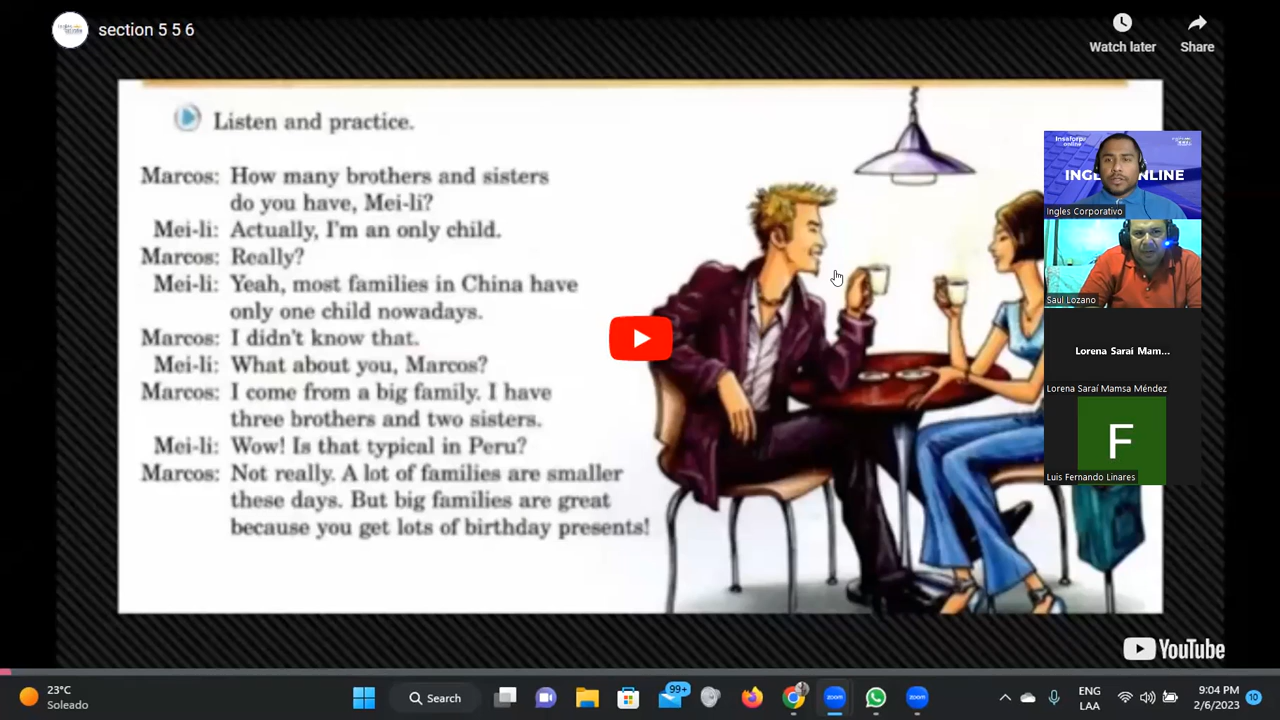 section 5 5 6
Watch later
Share
Listen and practice.
Marcos: How many brothers and sisters
do you have, Mei-li?
Mei-li: Actually, I'm an only child.
Marcos: Really?
Mei-li: Yeah, most families in China have
only one child nowadays.
Marcos: I didn't know that.
Mei-li: What about you, Marcos?
Marcos: I come from a big family. I have
three brothers and two sisters.
Mei-li: Wow! Is that typical in Peru?
Marcos: Not really. A lot of families are smaller
these days. But big families are great
because you get lots of birthday presents!
Ingles Corporativo
Saul Lozano
Lorena Saraí Mam...
Lorena Saraí Mamsa Méndez
F
Luis Fernando Linares
YouTube
23°C
Soleado
Search
99+
zoom
zoom
ENG
LAA
9:04 PM
2/6/2023
10